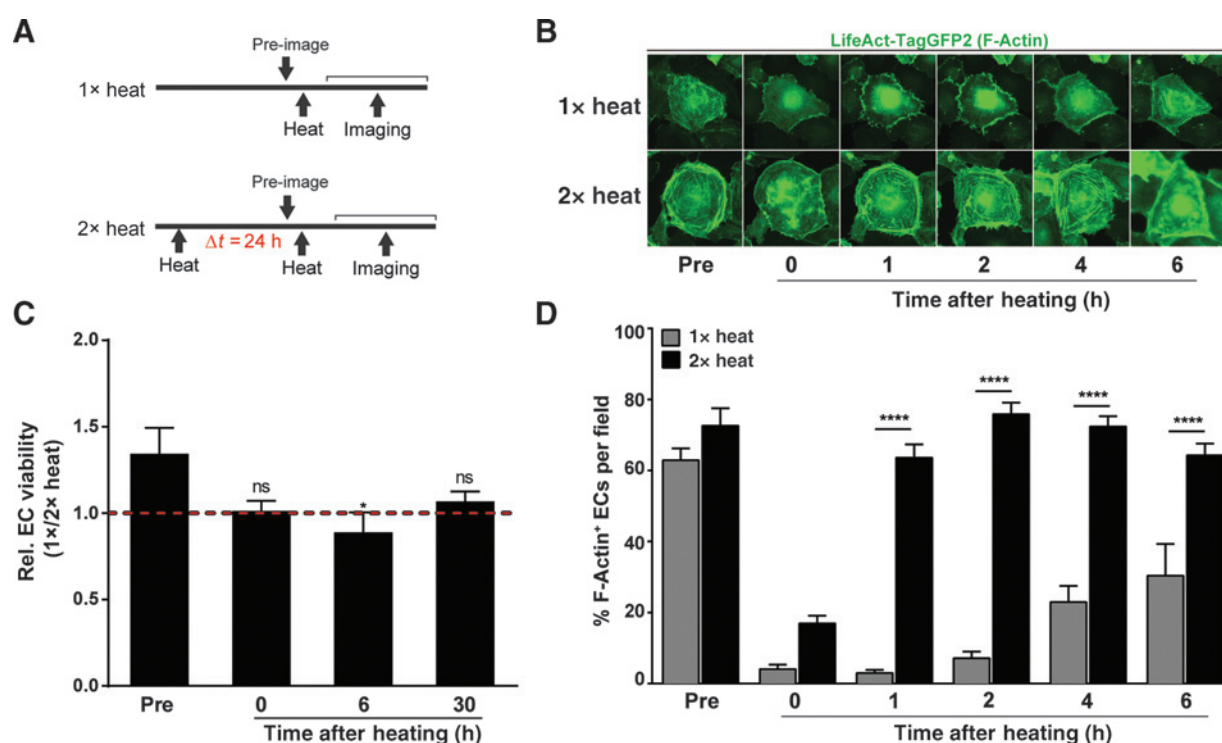 A
Pre-image
1× heat
Heat
Imaging
Pre-image
2× heat
Δt = 24 h
Heat
Heat
Imaging
B
LifeAct-TagGFP2 (F-Actin)
1× heat
2× heat
Pre
0
1
2
4
6
Time after heating (h)
C
Rel. EC viability
(1×/2× heat)
2.0
1.5
1.0
0.5
0.0
ns
*
ns
Pre
0
6
30
Time after heating (h)
D
1× heat
2× heat
% F-Actin⁺ ECs per field
100
80
60
40
20
0
****
****
****
****
Pre
0
1
2
4
6
Time after heating (h)